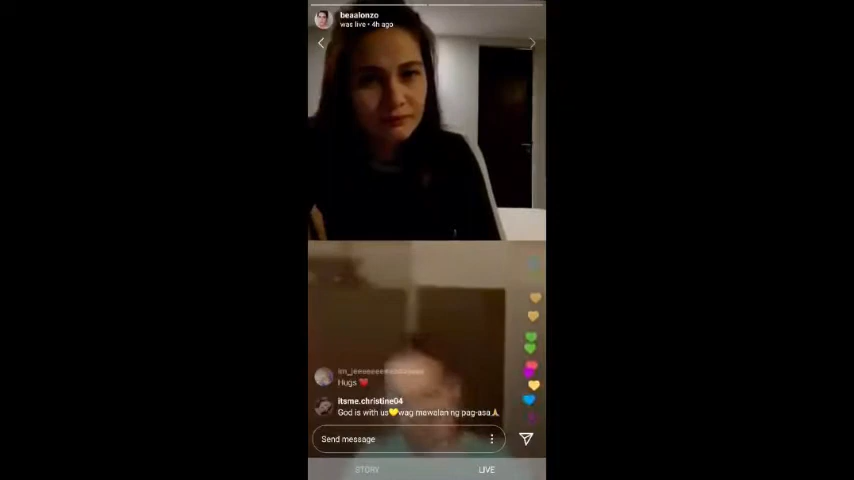 beaalonzo
was live • 4h ago
Hugs ❤️
itsme.christine04
God is with us💛wag mawalan ng pag-asa🙏
Send message
STORY
LIVE